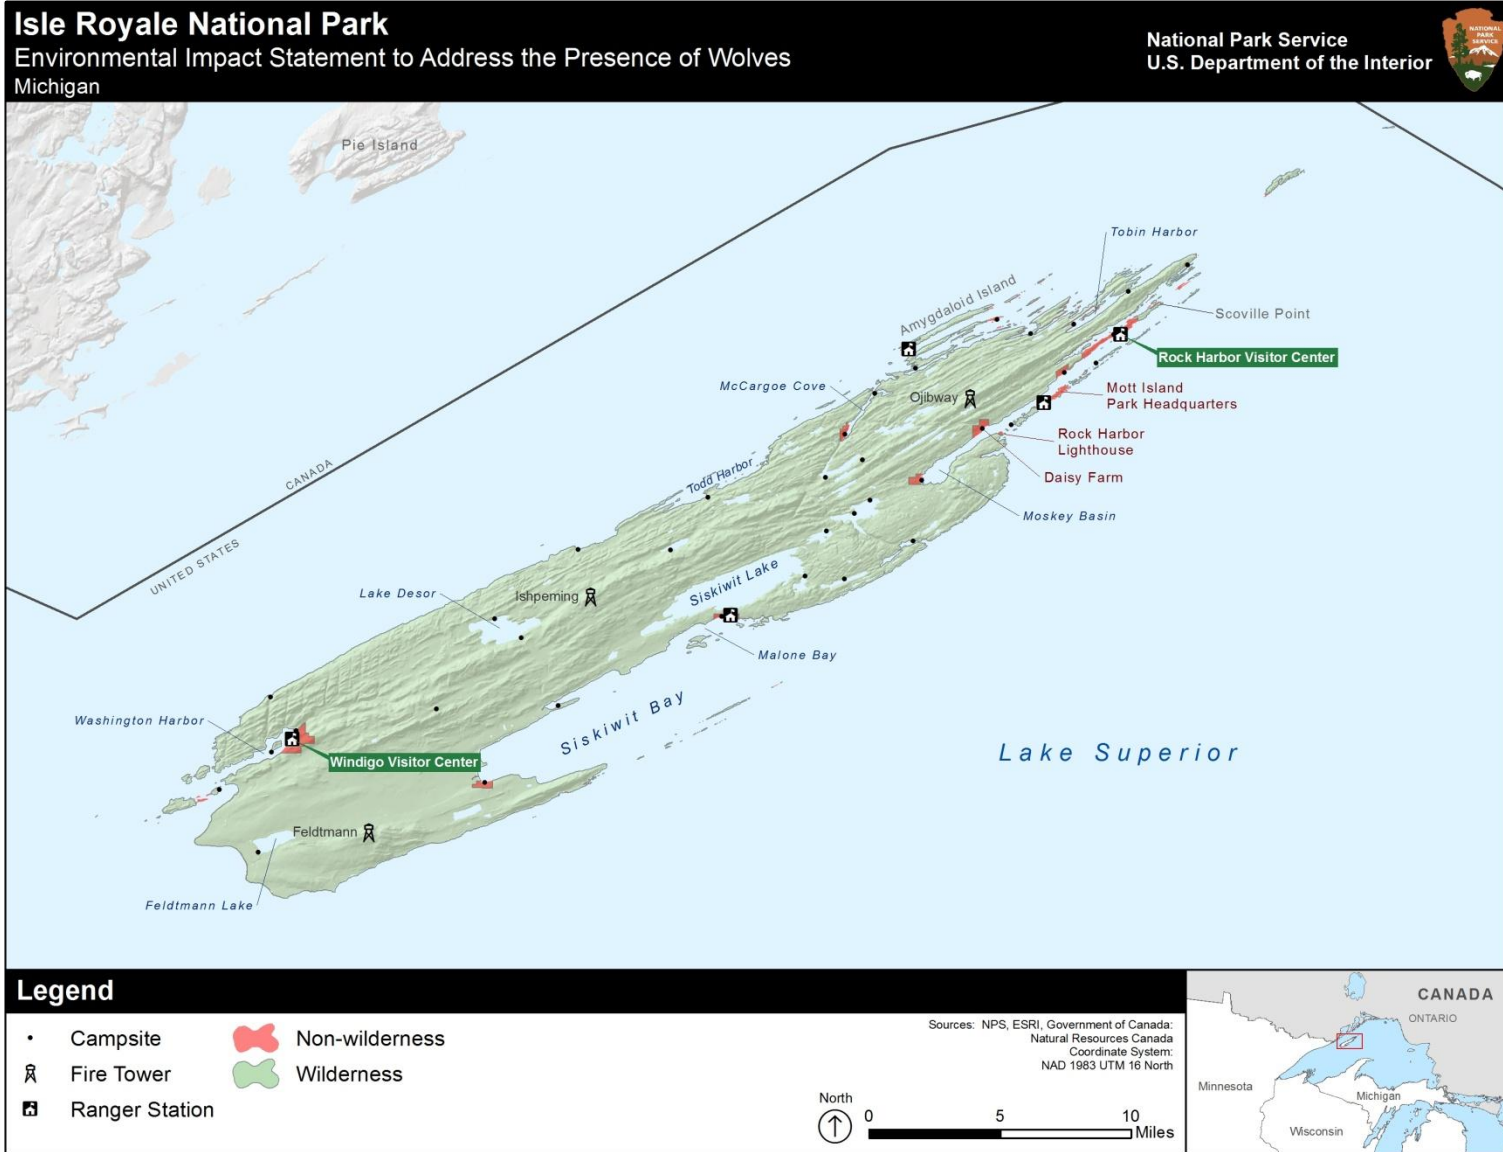 Isle Royale National Park
Environmental Impact Statement to Address the Presence of Wolves
Michigan
National Park Service
U.S. Department of the Interior
NATIONAL
PARK
SERVICE
Pie Island
Tobin Harbor
Amygdaloid Island
Scoville Point
Rock Harbor Visitor Center
McCargoe Cove
Ojibway
Mott Island
Park Headquarters
Rock Harbor
Lighthouse
Daisy Farm
Todd Harbor
Moskey Basin
CANADA
UNITED STATES
Lake Desor
Ishpeming
Siskiwit Lake
Malone Bay
Washington Harbor
Siskiwit Bay
Lake Superior
Windigo Visitor Center
Feldtmann
Feldtmann Lake
Legend
Campsite
Fire Tower
Ranger Station
Non-wilderness
Wilderness
Sources: NPS, ESRI, Government of Canada:
Natural Resources Canada
Coordinate System:
NAD 1983 UTM 16 North
North
0 5 10
Miles
CANADA
ONTARIO
Minnesota
Michigan
Wisconsin